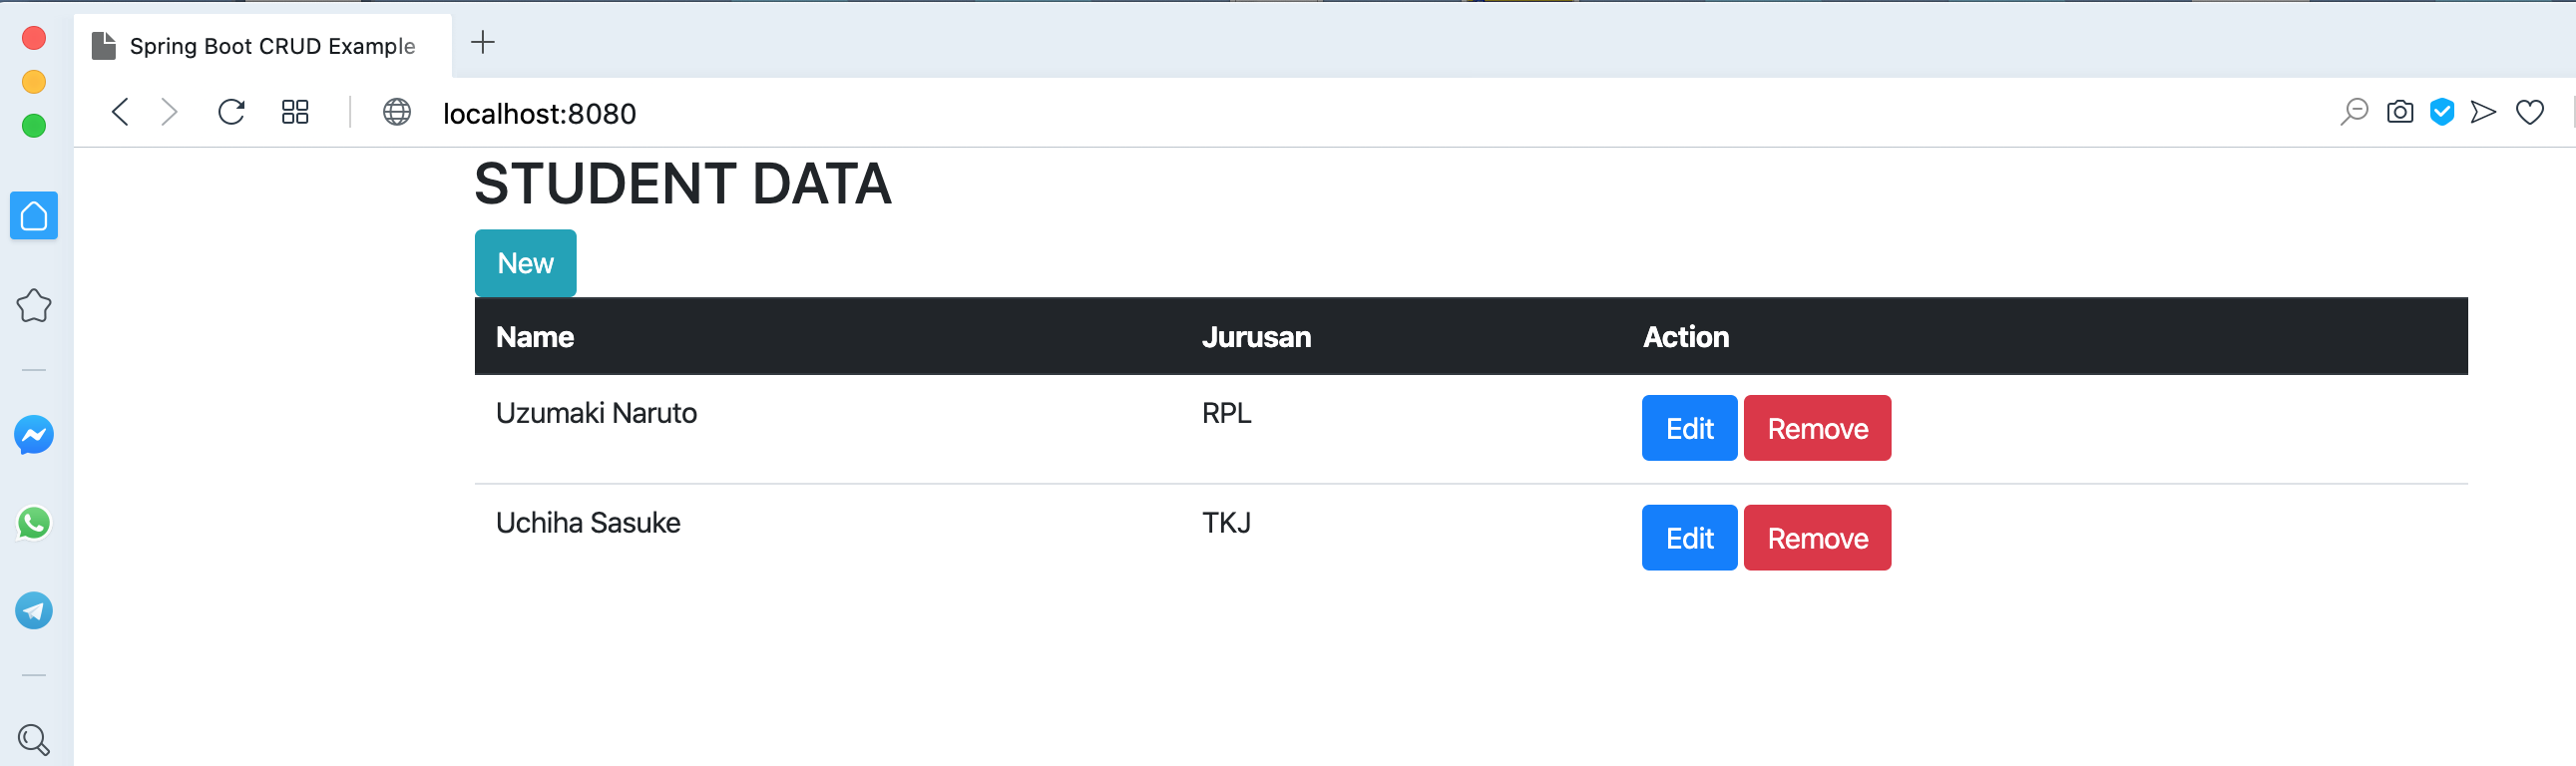 Spring Boot CRUD Example
localhost:8080
STUDENT DATA
New
Name Jurusan Action
Uzumaki Naruto RPL Edit Remove
Uchiha Sasuke TKJ Edit Remove